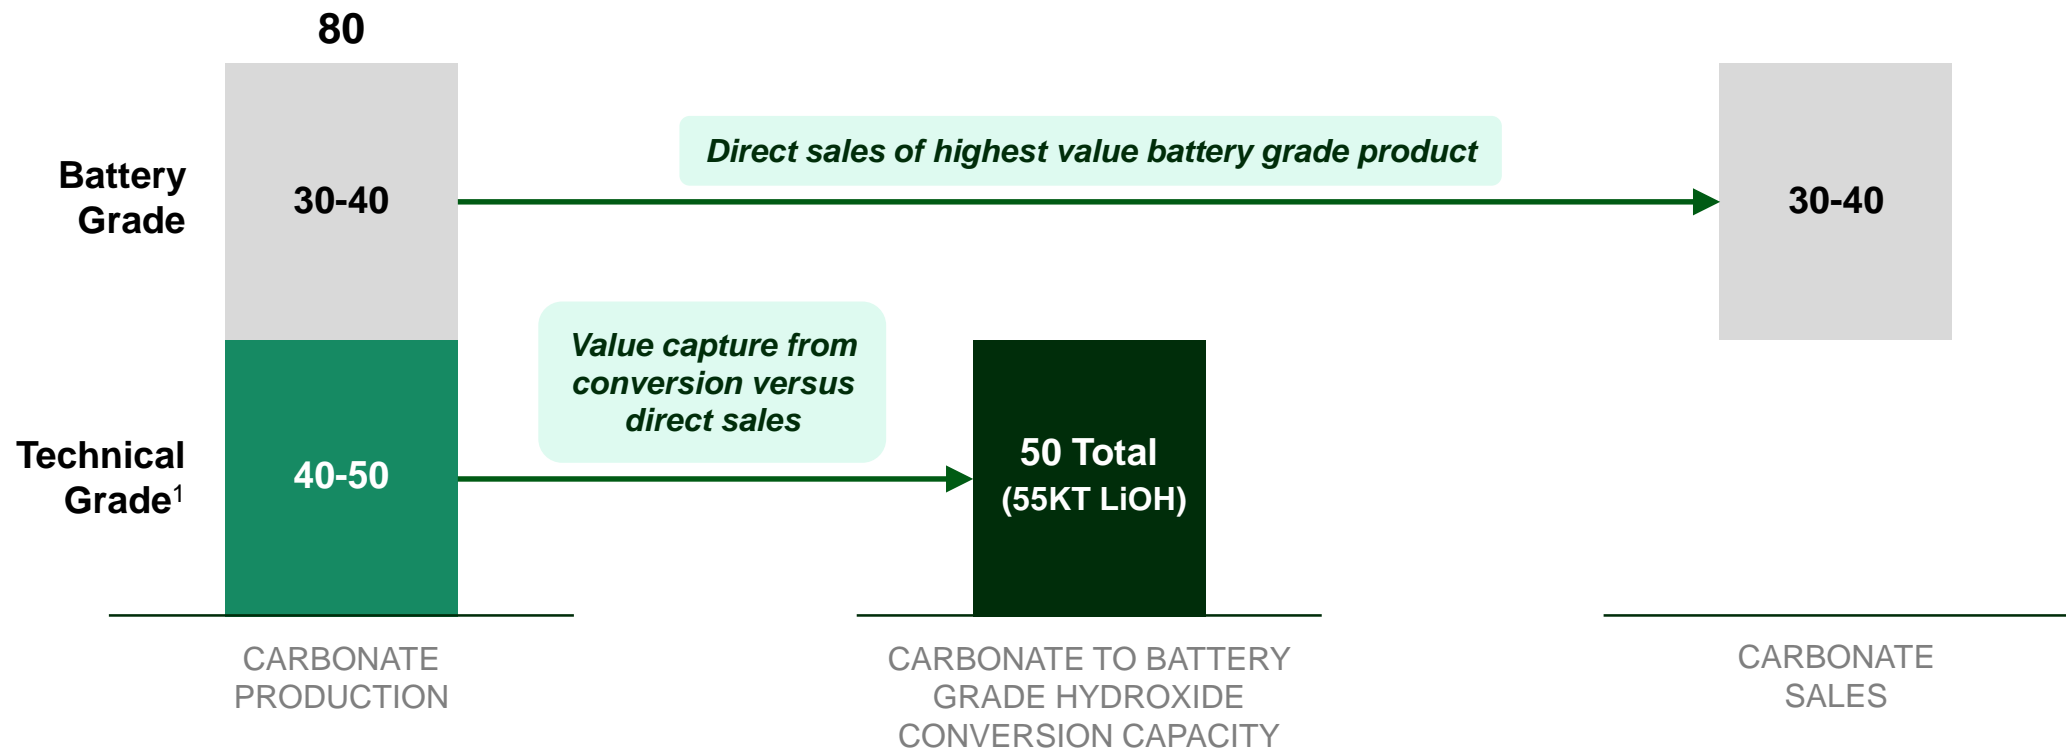 80
Battery
Grade
30-40
Direct sales of highest value battery grade product
30-40
Value capture from
conversion versus
direct sales
Technical
Grade¹
40-50
50 Total
(55KT LiOH)
CARBONATE
PRODUCTION
CARBONATE TO BATTERY
GRADE HYDROXIDE
CONVERSION CAPACITY
CARBONATE
SALES